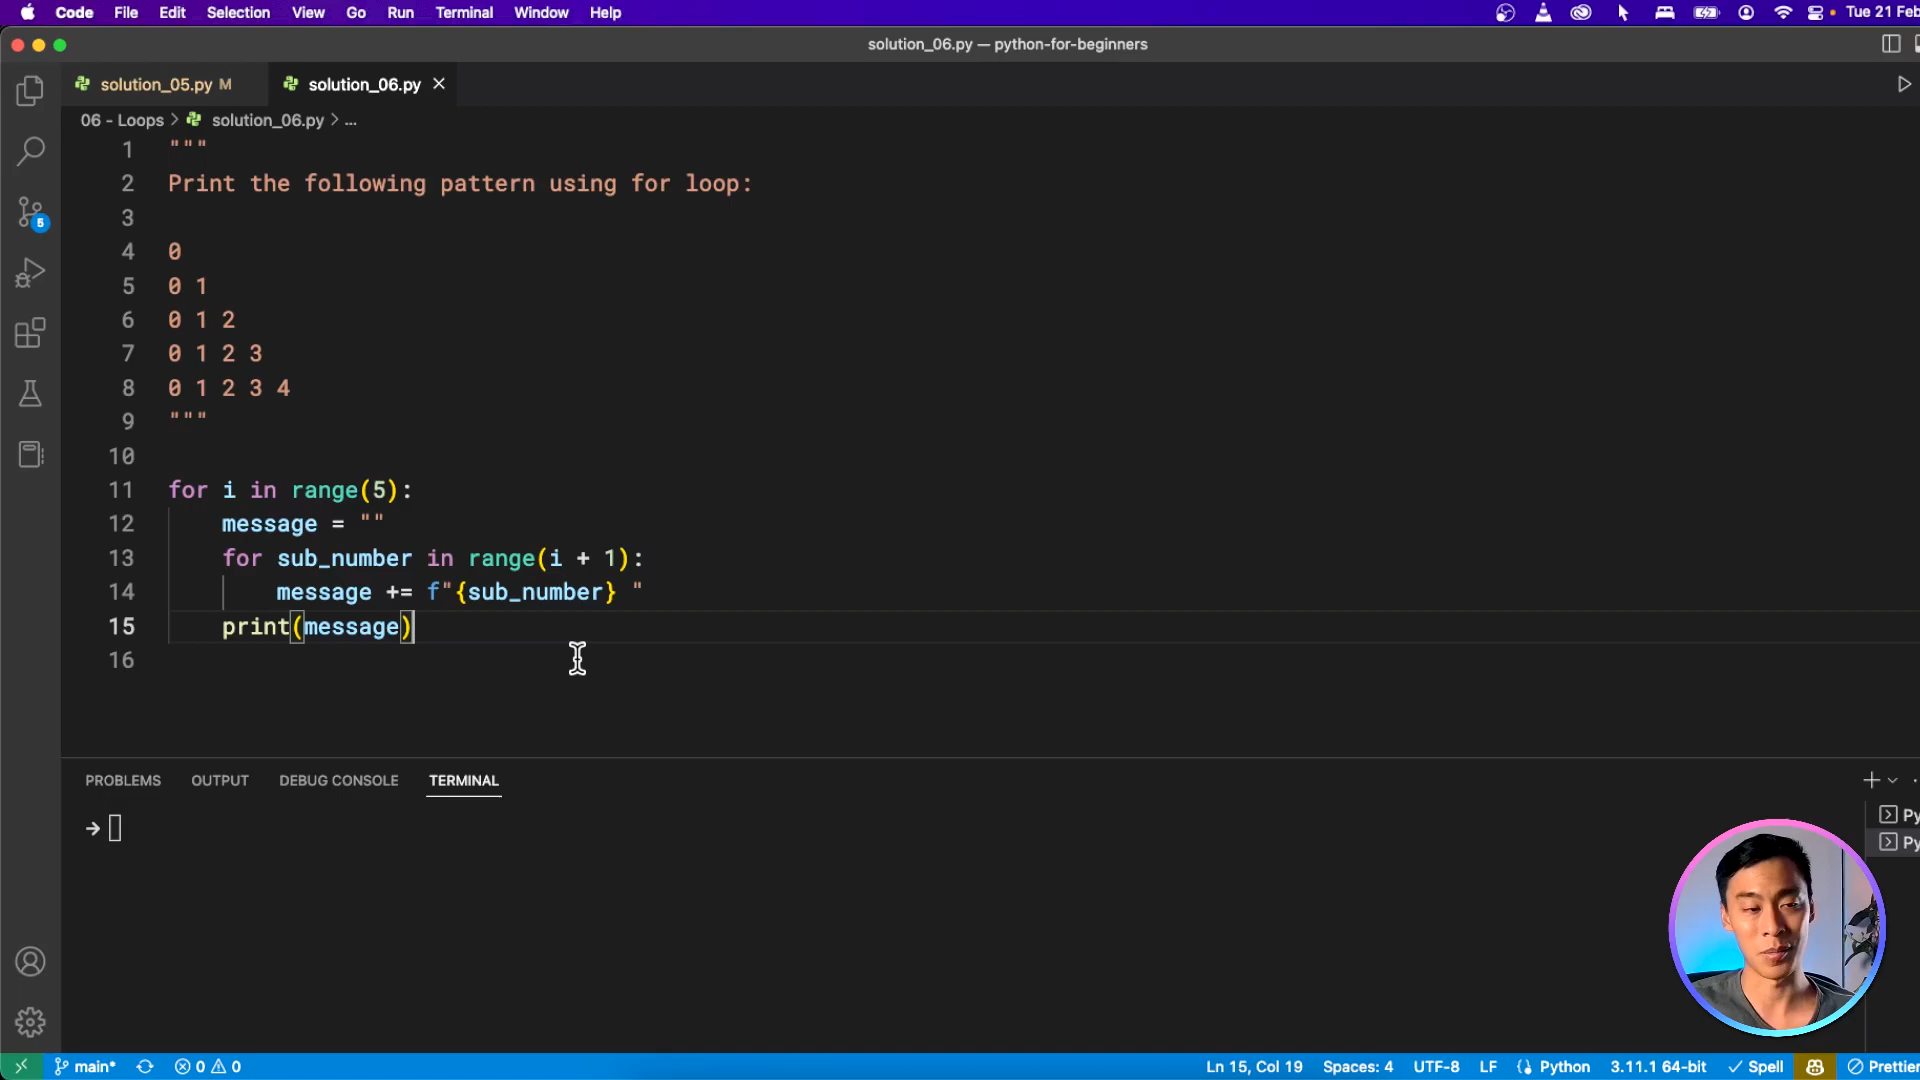 Code File Edit Selection View Go Run Terminal Window Help Tue 21 Feb
solution_06.py — python-for-beginners
solution_05.py M solution_06.py
06 - Loops > solution_06.py > ...
1 """
2 Print the following pattern using for loop:
3
4 0
5 0 1
6 0 1 2
7 0 1 2 3
8 0 1 2 3 4
9 """
10
11 for i in range(5):
12 message = ""
13 for sub_number in range(i + 1):
14 message += f"{sub_number} "
15 print(message)
16
5
PROBLEMS OUTPUT DEBUG CONSOLE TERMINAL
Py
Py
main* 0 0 Ln 15, Col 19 Spaces: 4 UTF-8 LF Python 3.11.1 64-bit Spell Prettier